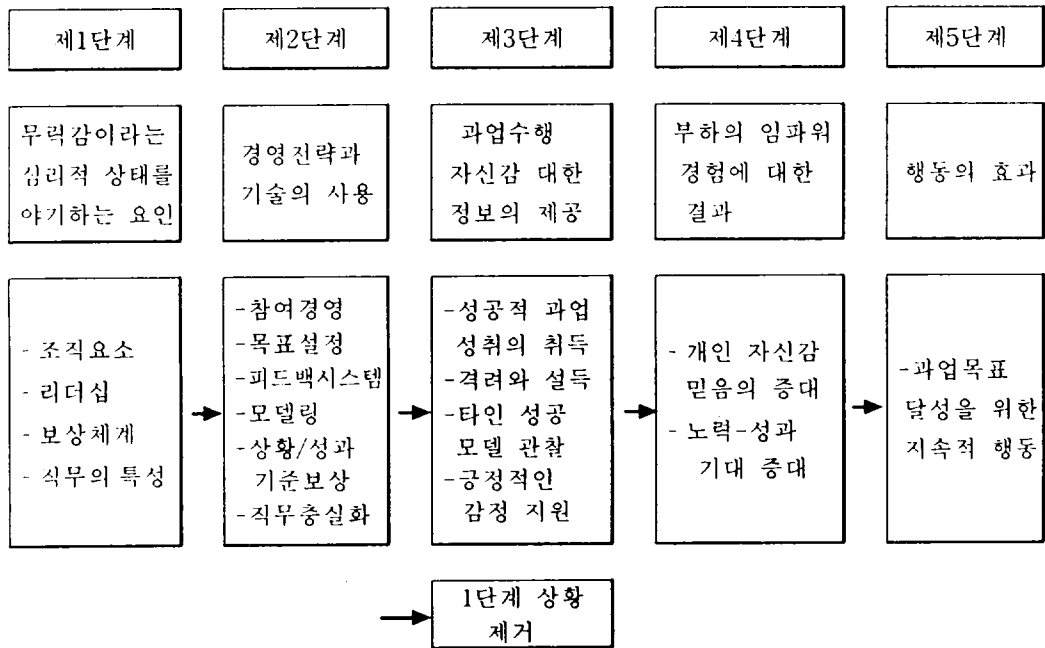 제1단계
제2단계
제3단계
제4단계
제5단계
무력감이라는
심리적 상태를
야기하는 요인
경영전략과
기술의 사용
과업수행
자신감 대한
정보의 제공
부하의 임파워
경험에 대한
결과
행동의 효과
- 조직요소
- 리더십
- 보상체계
- 직무의 특성
-참여경영
-목표설정
-피드백시스템
-모델링
-상황/성과
기준보상
-직무충실화
-성공적 과업
성취의 취득
-격려와 설득
-타인 성공
모델 관찰
-긍정적인
감정 지원
- 개인 자신감
믿음의 증대
- 노력-성과
기대 증대
-과업목표
달성을 위한
지속적 행동
1단계 상황
제거